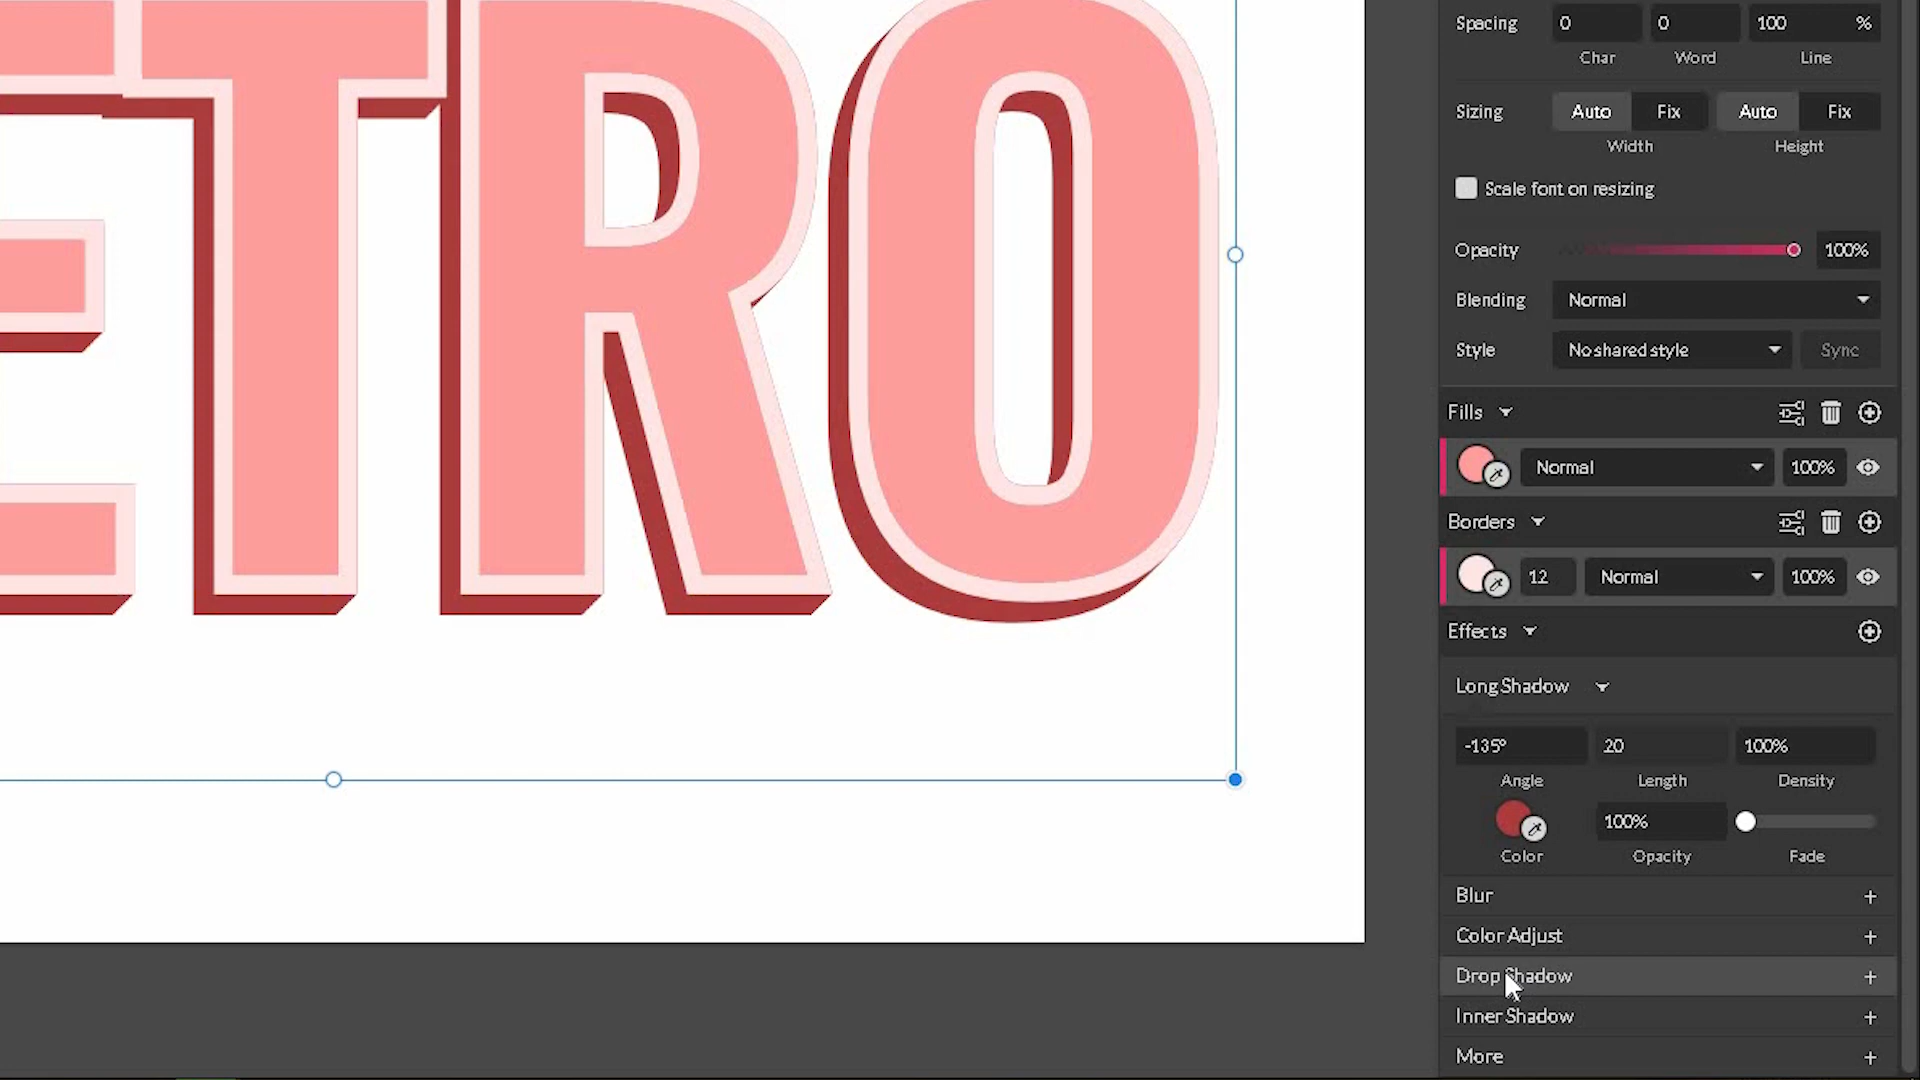 ETRO
Spacing 0 0 100 %
Char Word Line
Sizing Auto Fix Auto Fix
Width Height
Scale font on resizing
Opacity 100%
Blending Normal
Style No shared style Sync
Fills
Normal 100%
Borders
12 Normal 100%
Effects
Long Shadow
-135° 20 100%
Angle Length Density
100%
Color Opacity Fade
Blur +
Color Adjust +
Drop Shadow +
Inner Shadow +
More +